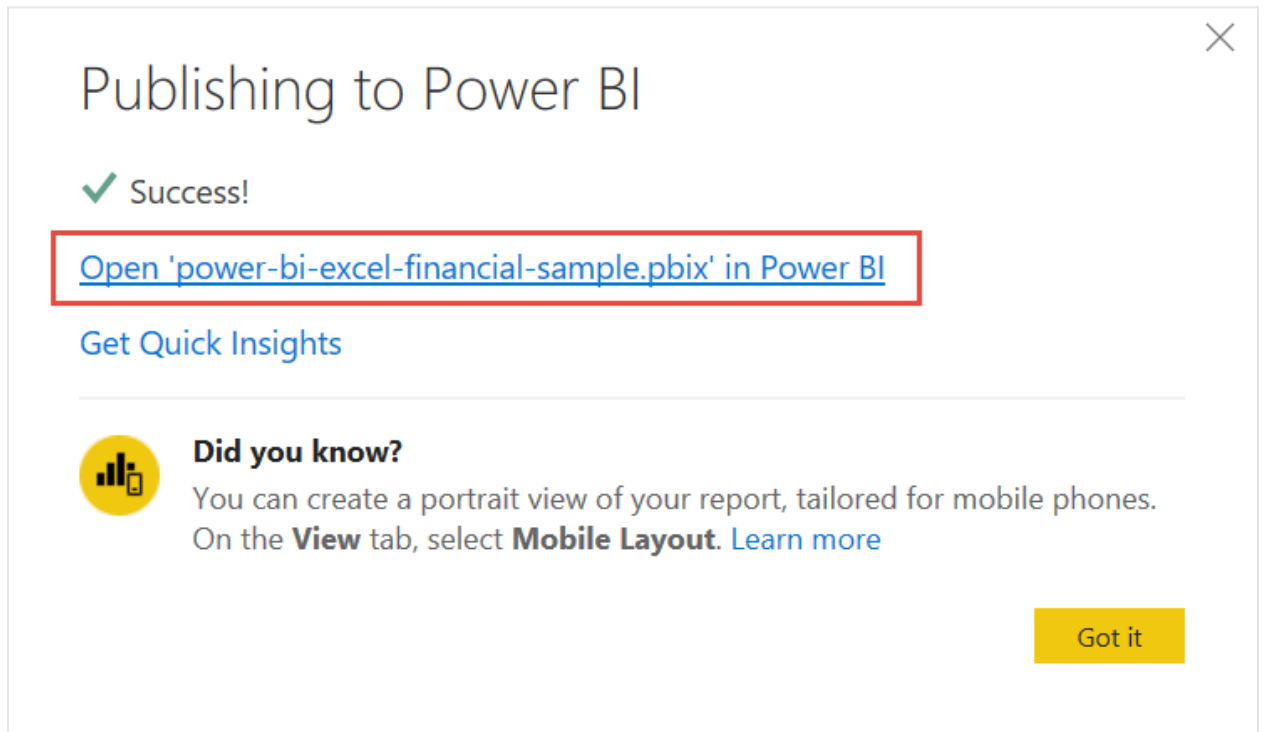 Publishing to Power BI
Success!
Open 'power-bi-excel-financial-sample.pbix' in Power BI
Get Quick Insights
Did you know?
You can create a portrait view of your report, tailored for mobile phones.
On the View tab, select Mobile Layout. Learn more
Got it